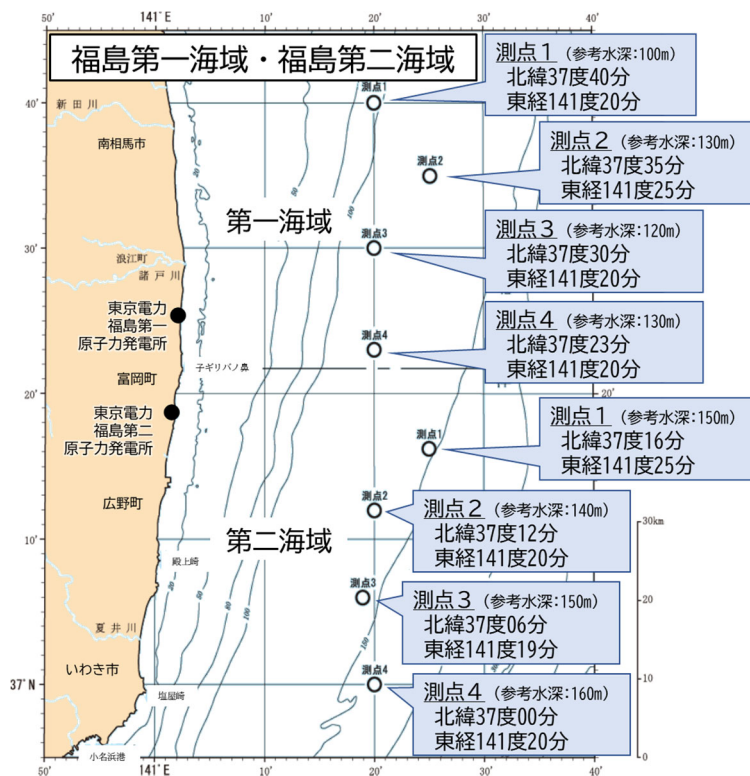 50'
141°E
10'
20'
40'
福島第一海域・福島第二海域
測点1 (参考水深:100m)
北緯37度40分
東経141度20分
測点1
40'
新田川
南相馬市
測点2
測点2 (参考水深:130m)
北緯37度35分
東経141度25分
20
50
100
第一海域
測点3
測点3 (参考水深:120m)
北緯37度30分
東経141度20分
30'
浪江町
諸戸川
東京電力
福島第一
原子力発電所
測点4
測点4 (参考水深:130m)
北緯37度23分
東経141度20分
子ギリバノ鼻
富岡町
20'
東京電力
福島第二
原子力発電所
測点1
測点1 (参考水深:150m)
北緯37度16分
東経141度25分
広野町
測点2
測点2 (参考水深:140m)
北緯37度12分
東経141度20分
30km
第二海域
10'
殿上崎
20
50
80
100
測点3
測点3 (参考水深:150m)
北緯37度06分
東経141度19分
20
夏井川
150
10
いわき市
測点4
測点4 (参考水深:160m)
北緯37度00分
東経141度20分
37°N
塩屋崎
小名浜港
0
50'
141°E
10'
20'
30'
40'